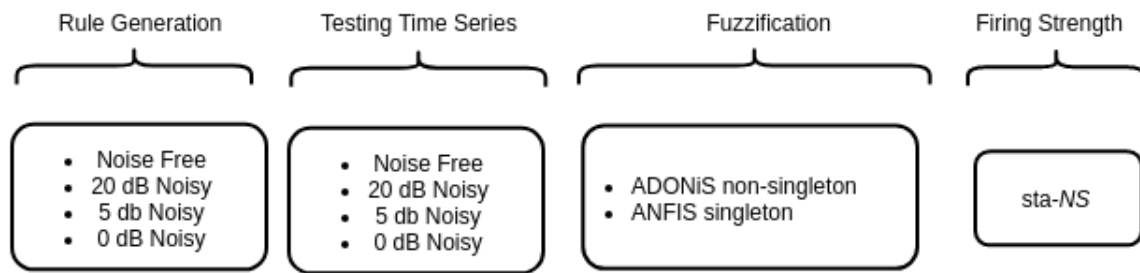 Rule Generation
Testing Time Series
Fuzzification
Firing Strength
• Noise Free
• 20 dB Noisy
• 5 db Noisy
• 0 dB Noisy
• Noise Free
• 20 dB Noisy
• 5 db Noisy
• 0 dB Noisy
• ADONiS non-singleton
• ANFIS singleton
sta-NS